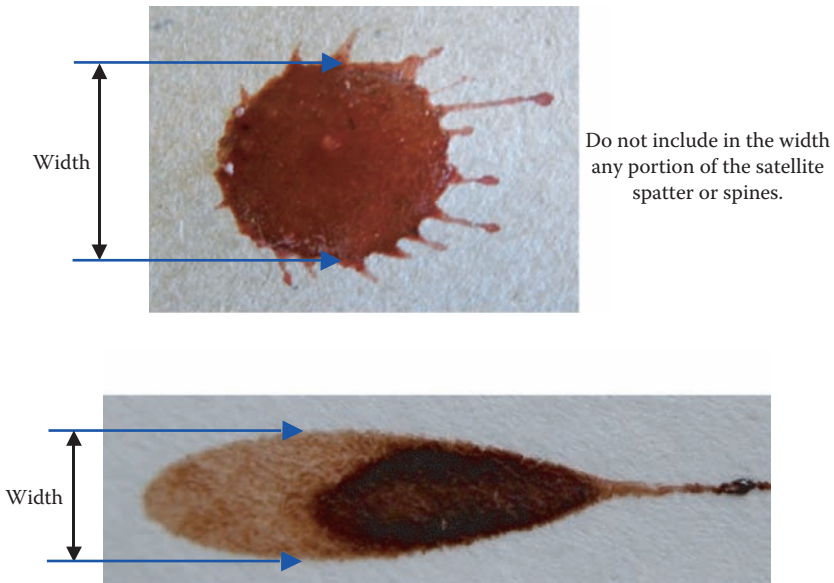 Width
Do not include in the width
any portion of the satellite
spatter or spines.
Width